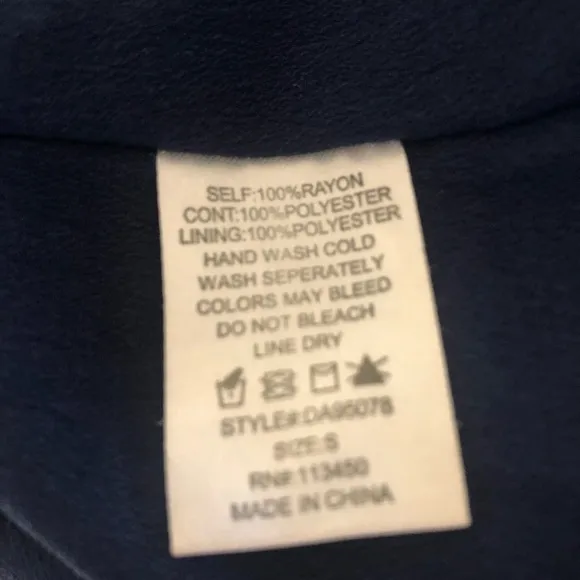 SELF:100%RAYON
CONT:100%POLYESTER
LINING:100%POLYESTER
HAND WASH COLD
WASH SEPERATELY
COLORS MAY BLEED
DO NOT BLEACH
LINE DRY
STYLE#:DA95078
SIZE:S
RN#:113450
MADE IN CHINA